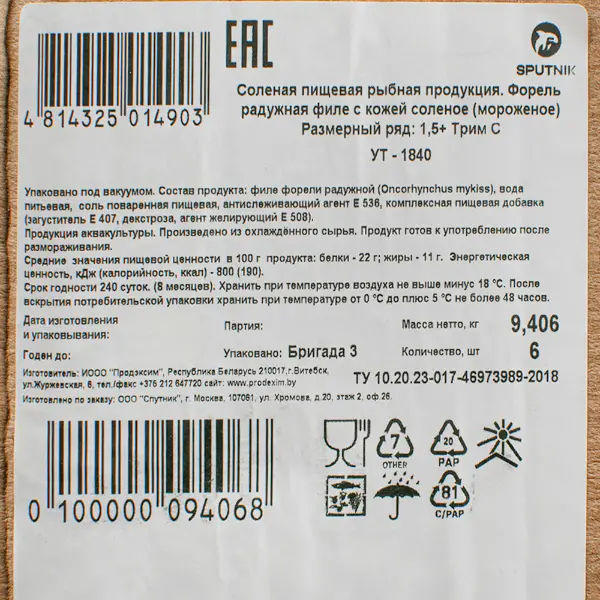 EAC
SPUTNIK
4 814325 014903
Соленая пищевая рыбная продукция. Форель
радужная филе с кожей соленое (мороженое)
Размерный ряд: 1,5+ Трим С
УТ - 1840
Упаковано под вакуумом. Состав продукта: филе форели радужной (Oncorhynchus mykiss), вода
питьевая, соль поваренная пищевая, антислеживающий агент Е 536, комплексная пищевая добавка
(загуститель Е 407, декстроза, агент желирующий Е 508).
Продукция аквакультуры. Произведено из охлаждённого сырья. Продукт готов к употреблению после
размораживания.
Средние значения пищевой ценности в 100 г продукта: белки - 22 г; жиры - 11 г. Энергетическая
ценность, кДж (калорийность, ккал) - 800 (190).
Срок годности 240 суток. (8 месяцев). Хранить при температуре воздуха не выше минус 18 °С. После
вскрытия потребительской упаковки хранить при температуре от 0 °С до плюс 5 °С не более 48 часов.
Дата изготовления
и упаковывания:
Партия:
Масса нетто, кг 9,406
Годен до:
Упаковано: Бригада 3
Количество, шт 6
Изготовитель: ИООО "Продэксим", Республика Беларусь 210017,г.Витебск,
ул.Журжевская, 6, тел./факс +376 212 647720 сайт: www.prodexim.by
ТУ 10.20.23-017-46973989-2018
Изготовлено по заказу: ООО "Спутник", г. Москва, 107061, ул. Хромова, д.20, этаж 2, оф.26.
7
OTHER
20
PAP
81
C/PAP
0 100000 094068